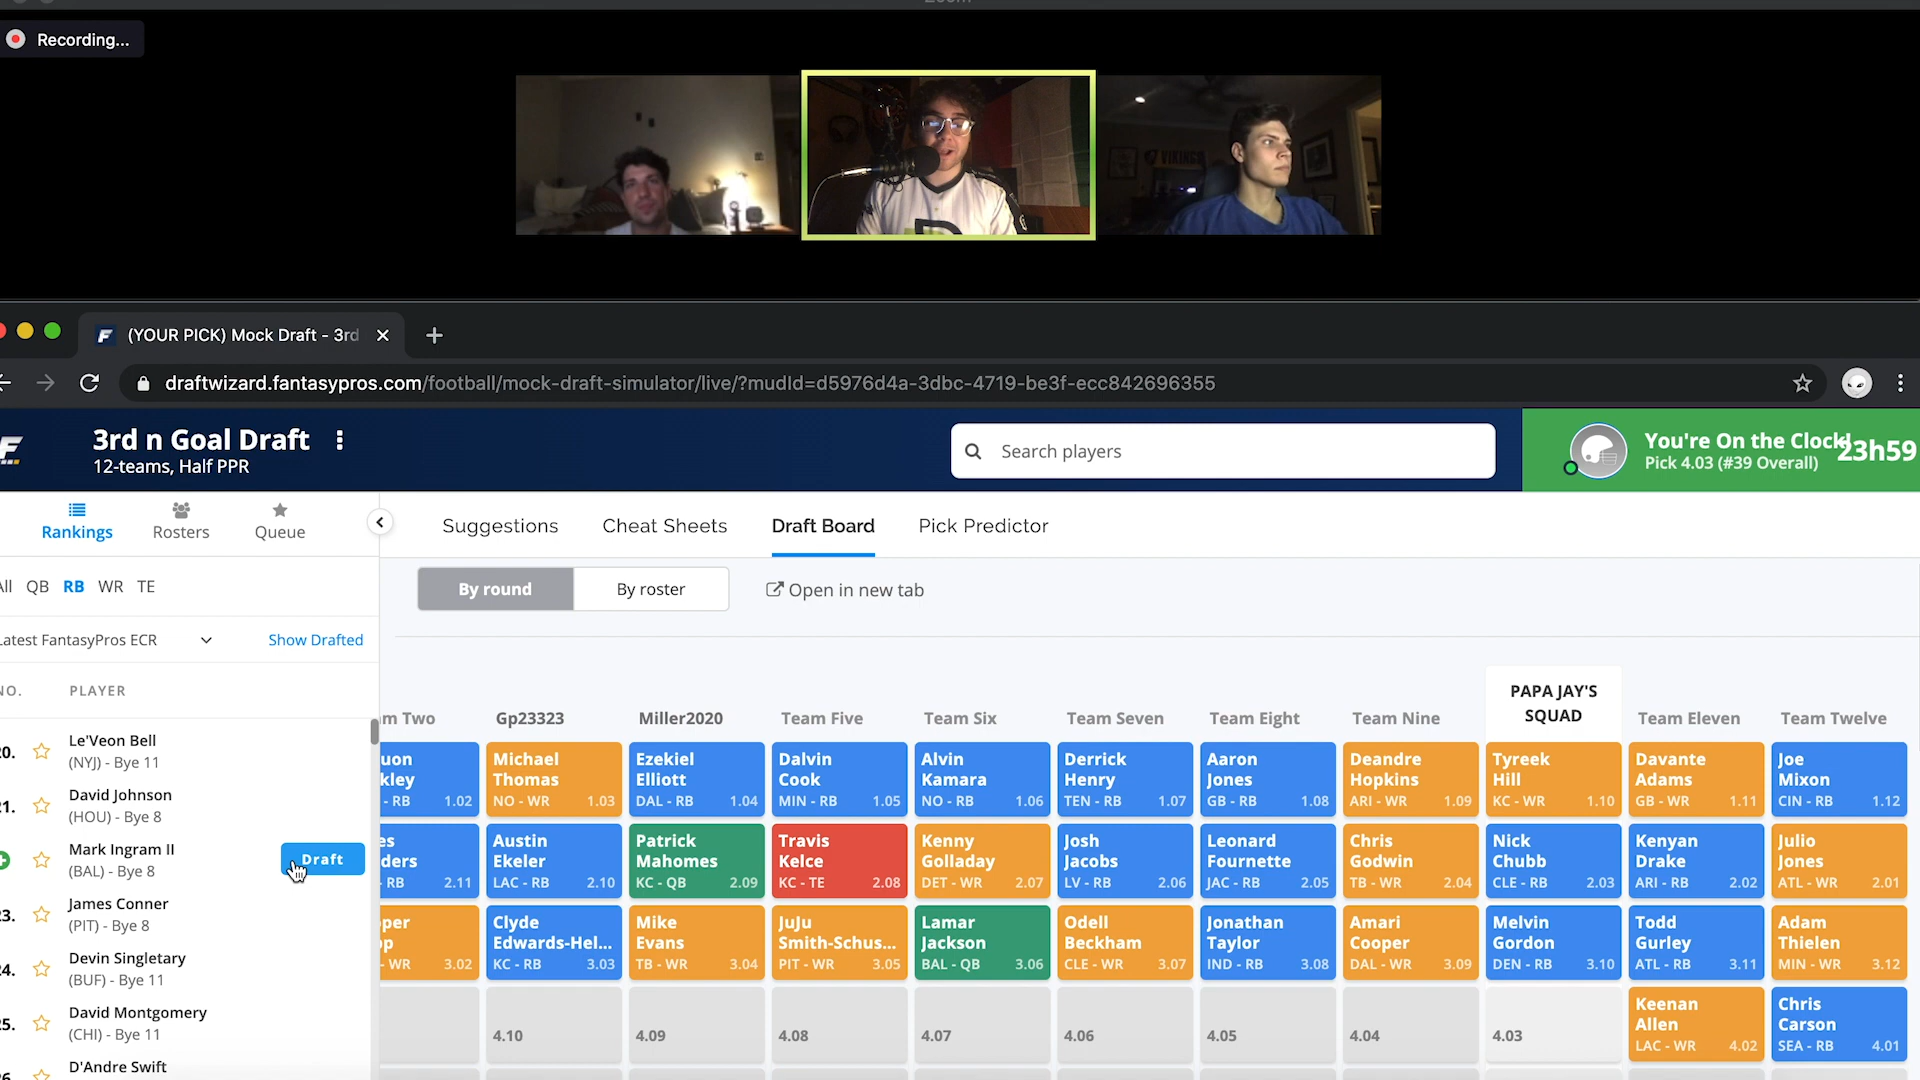 Recording...
VIKINGS
(YOUR PICK) Mock Draft - 3rd
draftwizard.fantasypros.com/football/mock-draft-simulator/live/?mudId=d5976d4a-3dbc-4719-be3f-ecc842696355
3rd n Goal Draft
12-teams, Half PPR
Search players
You're On the Clock!
Pick 4.03 (#39 Overall)
23h59
Rankings
Rosters
Queue
Suggestions
Cheat Sheets
Draft Board
Pick Predictor
QB RB WR TE
By round
By roster
Open in new tab
Latest FantasyPros ECR
Show Drafted
PLAYER
Le'Veon Bell
(NYJ) - Bye 11
David Johnson
(HOU) - Bye 8
Mark Ingram II
(BAL) - Bye 8
Draft
James Conner
(PIT) - Bye 8
Devin Singletary
(BUF) - Bye 11
David Montgomery
(CHI) - Bye 11
D'Andre Swift
Two
Gp23323
Miller2020
Team Five
Team Six
Team Seven
Team Eight
Team Nine
PAPA JAY'S
SQUAD
Team Eleven
Team Twelve
- RB 1.02
Michael
Thomas
NO - WR 1.03
Ezekiel
Elliott
DAL - RB 1.04
Dalvin
Cook
MIN - RB 1.05
Alvin
Kamara
NO - RB 1.06
Derrick
Henry
TEN - RB 1.07
Aaron
Jones
GB - RB 1.08
Deandre
Hopkins
ARI - WR 1.09
Tyreek
Hill
KC - WR 1.10
Davante
Adams
GB - WR 1.11
Joe
Mixon
CIN - RB 1.12
- RB 2.11
Austin
Ekeler
LAC - RB 2.10
Patrick
Mahomes
KC - QB 2.09
Travis
Kelce
KC - TE 2.08
Kenny
Golladay
DET - WR 2.07
Josh
Jacobs
LV - RB 2.06
Leonard
Fournette
JAC - RB 2.05
Chris
Godwin
TB - WR 2.04
Nick
Chubb
CLE - RB 2.03
Kenyan
Drake
ARI - RB 2.02
Julio
Jones
ATL - WR 2.01
- WR 3.02
Clyde
Edwards-Hel...
KC - RB 3.03
Mike
Evans
TB - WR 3.04
JuJu
Smith-Schus...
PIT - WR 3.05
Lamar
Jackson
BAL - QB 3.06
Odell
Beckham
CLE - WR 3.07
Jonathan
Taylor
IND - RB 3.08
Amari
Cooper
DAL - WR 3.09
Melvin
Gordon
DEN - RB 3.10
Todd
Gurley
ATL - RB 3.11
Adam
Thielen
MIN - WR 3.12
4.10
4.09
4.08
4.07
4.06
4.05
4.04
4.03
Keenan
Allen
LAC - WR 4.02
Chris
Carson
SEA - RB 4.01